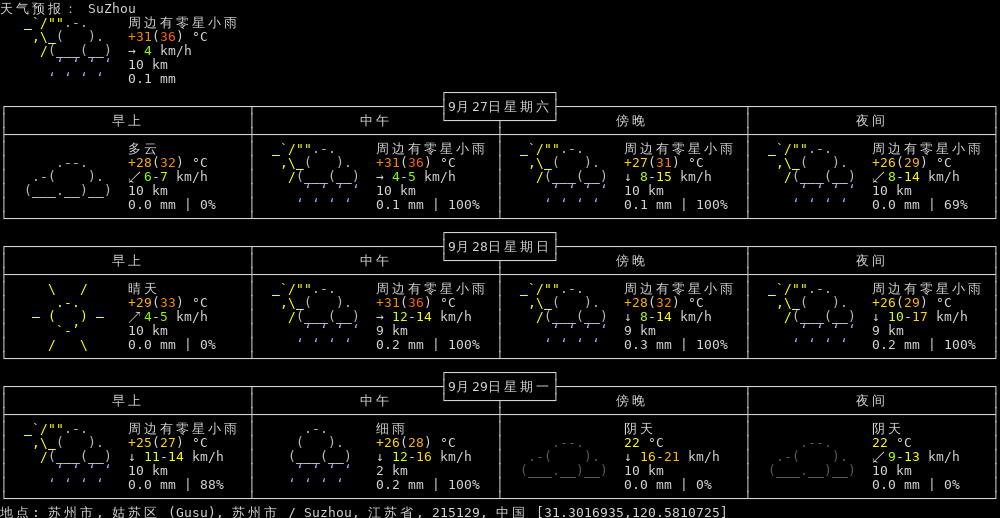 天气预报: SuZhou
周边有零星小雨
+31(36) °C
→ 4 km/h
10 km
0.1 mm
9月27日星期六
早上 中午 傍晚 夜间
多云 周边有零星小雨 周边有零星小雨 周边有零星小雨
+28(32) °C +31(36) °C +27(31) °C +26(29) °C
↙ 6-7 km/h → 4-5 km/h ↓ 8-15 km/h ↙ 8-14 km/h
10 km 10 km 10 km 10 km
0.0 mm | 0% 0.1 mm | 100% 0.1 mm | 100% 0.0 mm | 69%
9月28日星期日
早上 中午 傍晚 夜间
晴天 周边有零星小雨 周边有零星小雨 周边有零星小雨
+29(33) °C +31(36) °C +28(32) °C +26(29) °C
↗ 4-5 km/h → 12-14 km/h ↓ 8-14 km/h ↓ 10-17 km/h
10 km 9 km 9 km 9 km
0.0 mm | 0% 0.2 mm | 100% 0.3 mm | 100% 0.2 mm | 100%
9月29日星期一
早上 中午 傍晚 夜间
周边有零星小雨 细雨 阴天 阴天
+25(27) °C +26(28) °C 22 °C 22 °C
↓ 11-14 km/h ↓ 12-16 km/h ↓ 16-21 km/h ↙ 9-13 km/h
10 km 2 km 10 km 10 km
0.0 mm | 88% 0.2 mm | 100% 0.0 mm | 0% 0.0 mm | 0%
地点: 苏州市, 姑苏区 (Gusu), 苏州市 / Suzhou, 江苏省, 215129, 中国 [31.3016935,120.5810725]